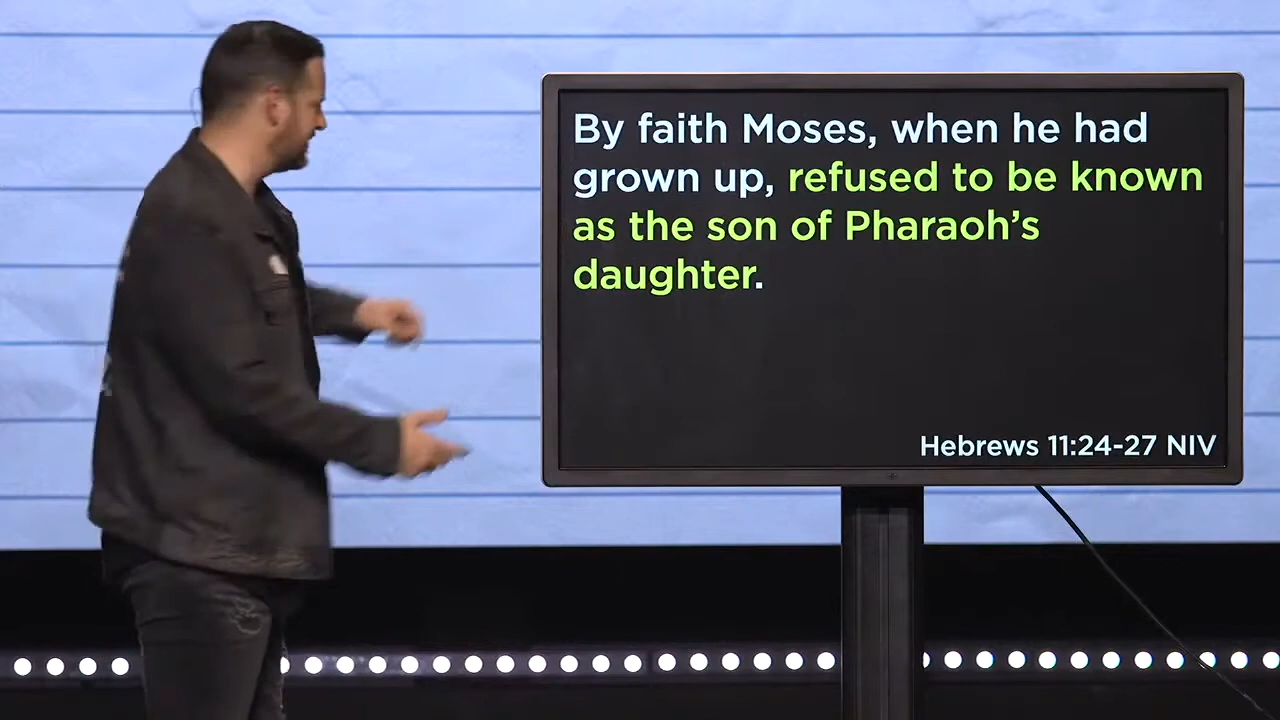 By faith Moses, when he had
grown up, refused to be known
as the son of Pharaoh’s
daughter.
Hebrews 11:24-27 NIV